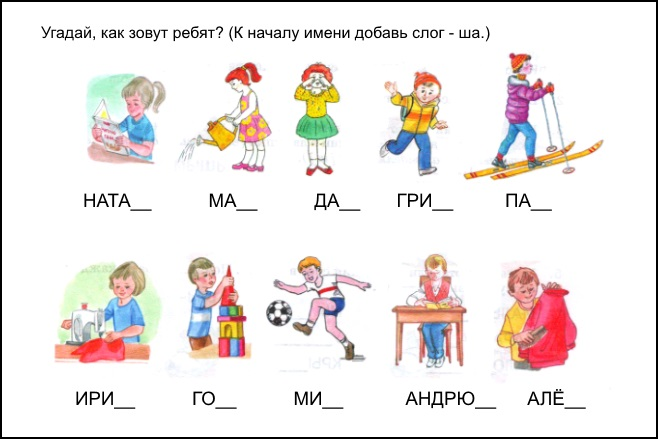 Угадай, как зовут ребят? (К началу имени добавь слог - ша.)
НАТА__ МА__ ДА__ ГРИ__ ПА__
ИРИ__ ГО__ МИ__ АНДРЮ__ АЛЁ__